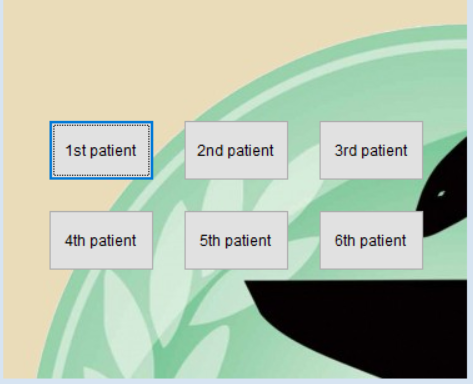 1st patient
2nd patient
3rd patient
4th patient
5th patient
6th patient